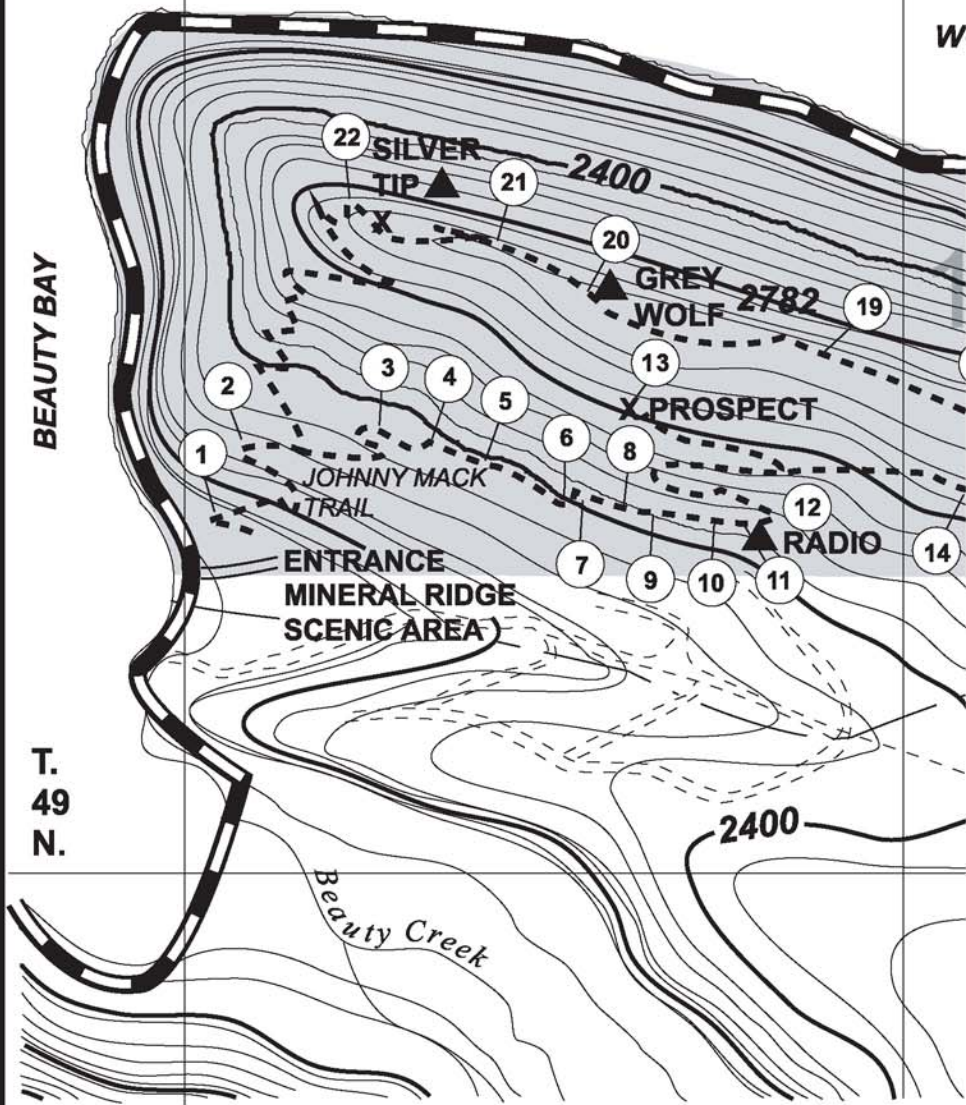 W
22
SILVER
TIP
X
21
2400
20
GREY
WOLF
2782
19
BEAUTY BAY
13
X PROSPECT
2
3
4
5
6
8
1
JOHNNY MACK
TRAIL
12
RADIO
14
7
9
10
11
ENTRANCE
MINERAL RIDGE
SCENIC AREA
T.
49
N.
2400
Beauty Creek